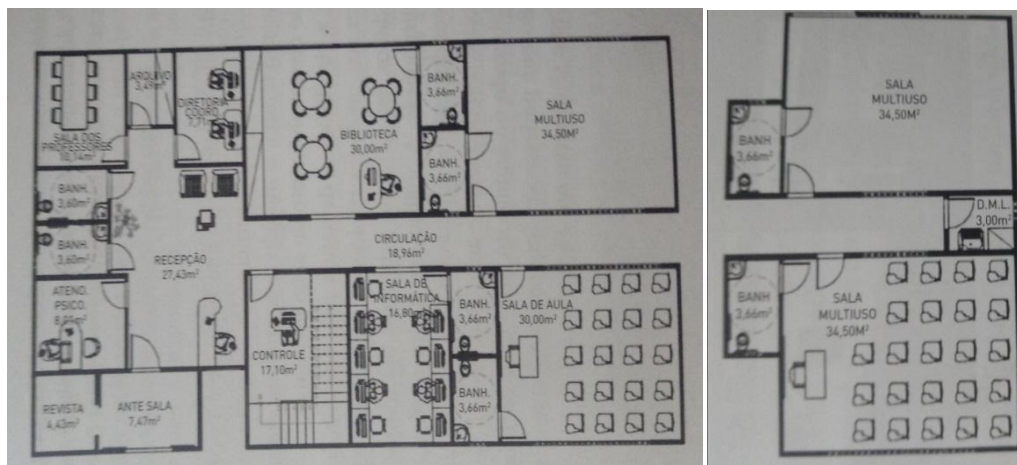 ARQUIVO
3,49m²
DIRETORIA
COORD.
7,71m²
SALA DOS
PROFESSORES
10,14m²
BIBLIOTECA
30,00m²
BANH.
3,66m²
BANH.
3,66m²
SALA
MULTIUSO
34,50M²
BANH.
3,60m²
BANH.
3,60m²
RECEPÇÃO
27,43m²
CIRCULAÇÃO
18,96m²
ATEND.
PSICO.
SALA DE
INFORMÁTICA
16,80m²
BANH.
3,66m²
SALA DE AULA
30,00m²
CONTROLE
17,10m²
BANH.
3,66m²
REVISTA
4,43m²
ANTE SALA
7,47m²
SALA
MULTIUSO
34,50M²
BANH
3,66m²
D.M.L.
3,00m²
BANH
3,66m²
SALA
MULTIUSO
34,50M²